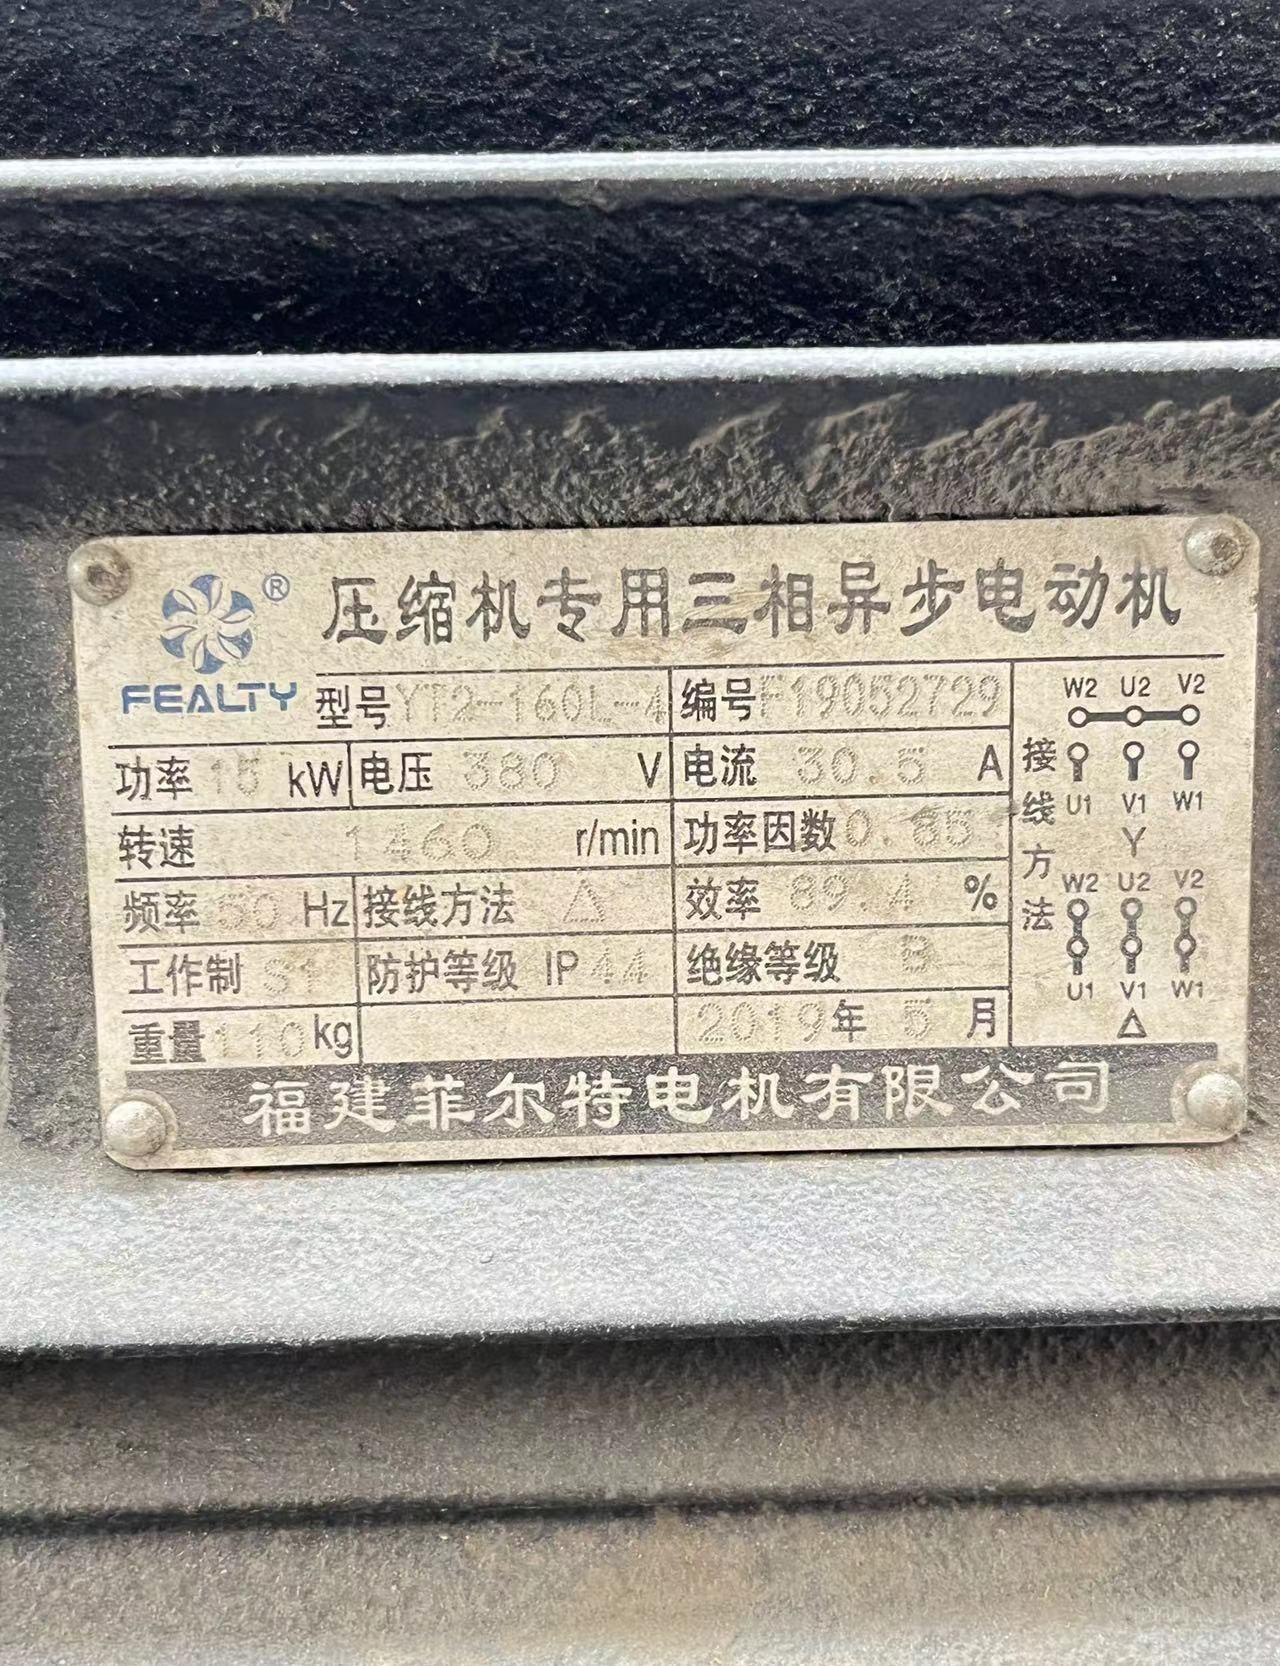 ® 压缩机专用三相异步电动机
FEALTY
型号 YT2-160L-4 编号 F19052729
功率 15 kW 电压 380 V 电流 30.5 A
转速 1460 r/min 功率因数 0.85
频率 50 Hz 接线方法 △ 效率 89.4 %
工作制 S1 防护等级 IP 44 绝缘等级 B
重量 110 kg 2019 年 5 月
接线方法
W2 U2 V2
U1 V1 W1
Y
W2 U2 V2
U1 V1 W1
△
福建菲尔特电机有限公司